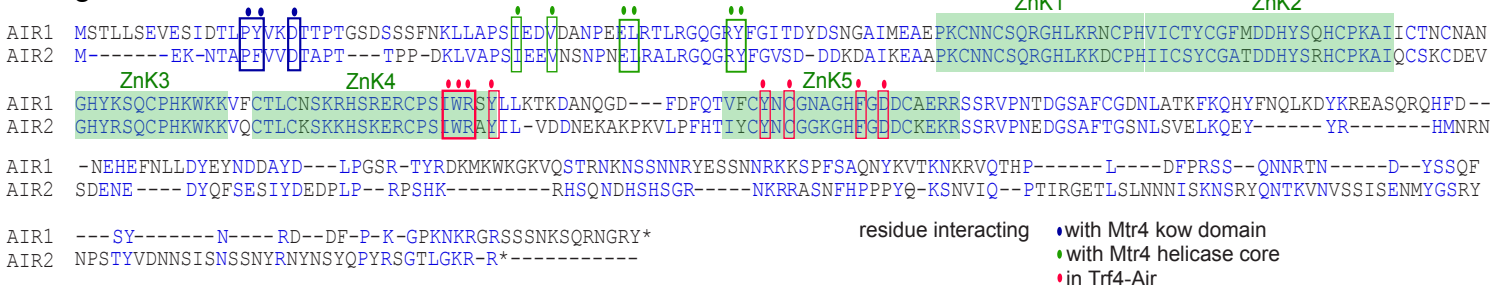 ZnK1 ZnK2
AIR1 MSTLLSEVESIDTLPYVKDTTPTGSDSSSFNKLLAPSIEDVDANPEELRTLRGQGRYFGITDYDSNGAIMEAEPKCNNCSQRGHLKRNCPHVICTYCGFMDDHYSQHCPKAIICTNCNAN
AIR2 M-------EK-NTAPFVVDTAPT---TPP-DKLVAPSIEEVNSNPNELRALRGQGRYFGVSD-DDKDAIKEAAPKCNNCSQRGHLKKDCPHIICSYCGATDDHYSRHCPKAIQCSKCDEV
ZnK3 ZnK4 ZnK5
AIR1 GHYKSQCPHKWKKVFCTLCNSKRHSRERCPSIWRSYLLKTKDANQGD---FDFQTVFCYNCGNAGHFGDDCAERRSSRVPNTDGSAFCGDNLATKFKQHYFNQLKDYKREASQRQHFD--
AIR2 GHYRSQCPHKWKKVQCTLCKSKKHSKERCPSIWRAYIL-VDDNEKAKPKVLPFHTIYCYNCGGKGHFGDDCKEKRSSRVPNEDGSAFTGSNLSVELKQEY------YR------HMNRN
AIR1 -NEHEFNLLDYEYNDDAYD---LPGSR-TYRDKMKWKGKVQSTRNKNSSNNRYESSNNRKKSPFSAQNYKVTKNKRVQTHP------L----DFPRSS--QNNRTN-----D--YSSQF
AIR2 SDENE----DYQFSESIYDEDPLP--RPSHK---------RHSQNDHSHSGR-----NKRRASNFHPPPYQ-KSNVIQ--PTIRGETLSLNNNISKNSRYQNTKVNVSSISENMYGSRY
AIR1 ---SY-------N----RD--DF-P-K-GPKNKRGRSSSNKSQRNGRY*
AIR2 NPSTYVDNNSISNSSNYRNYNSYQPYRSGTLGKR-R*-----------
residue interacting with Mtr4 kow domain
with Mtr4 helicase core
in Trf4-Air